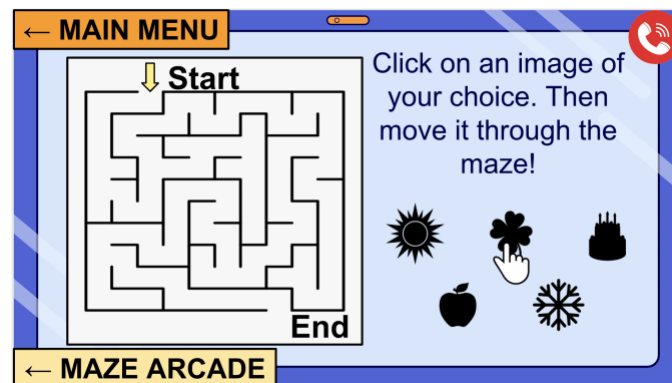 ← MAIN MENU
Start
Click on an image of
your choice. Then
move it through the
maze!
End
← MAZE ARCADE